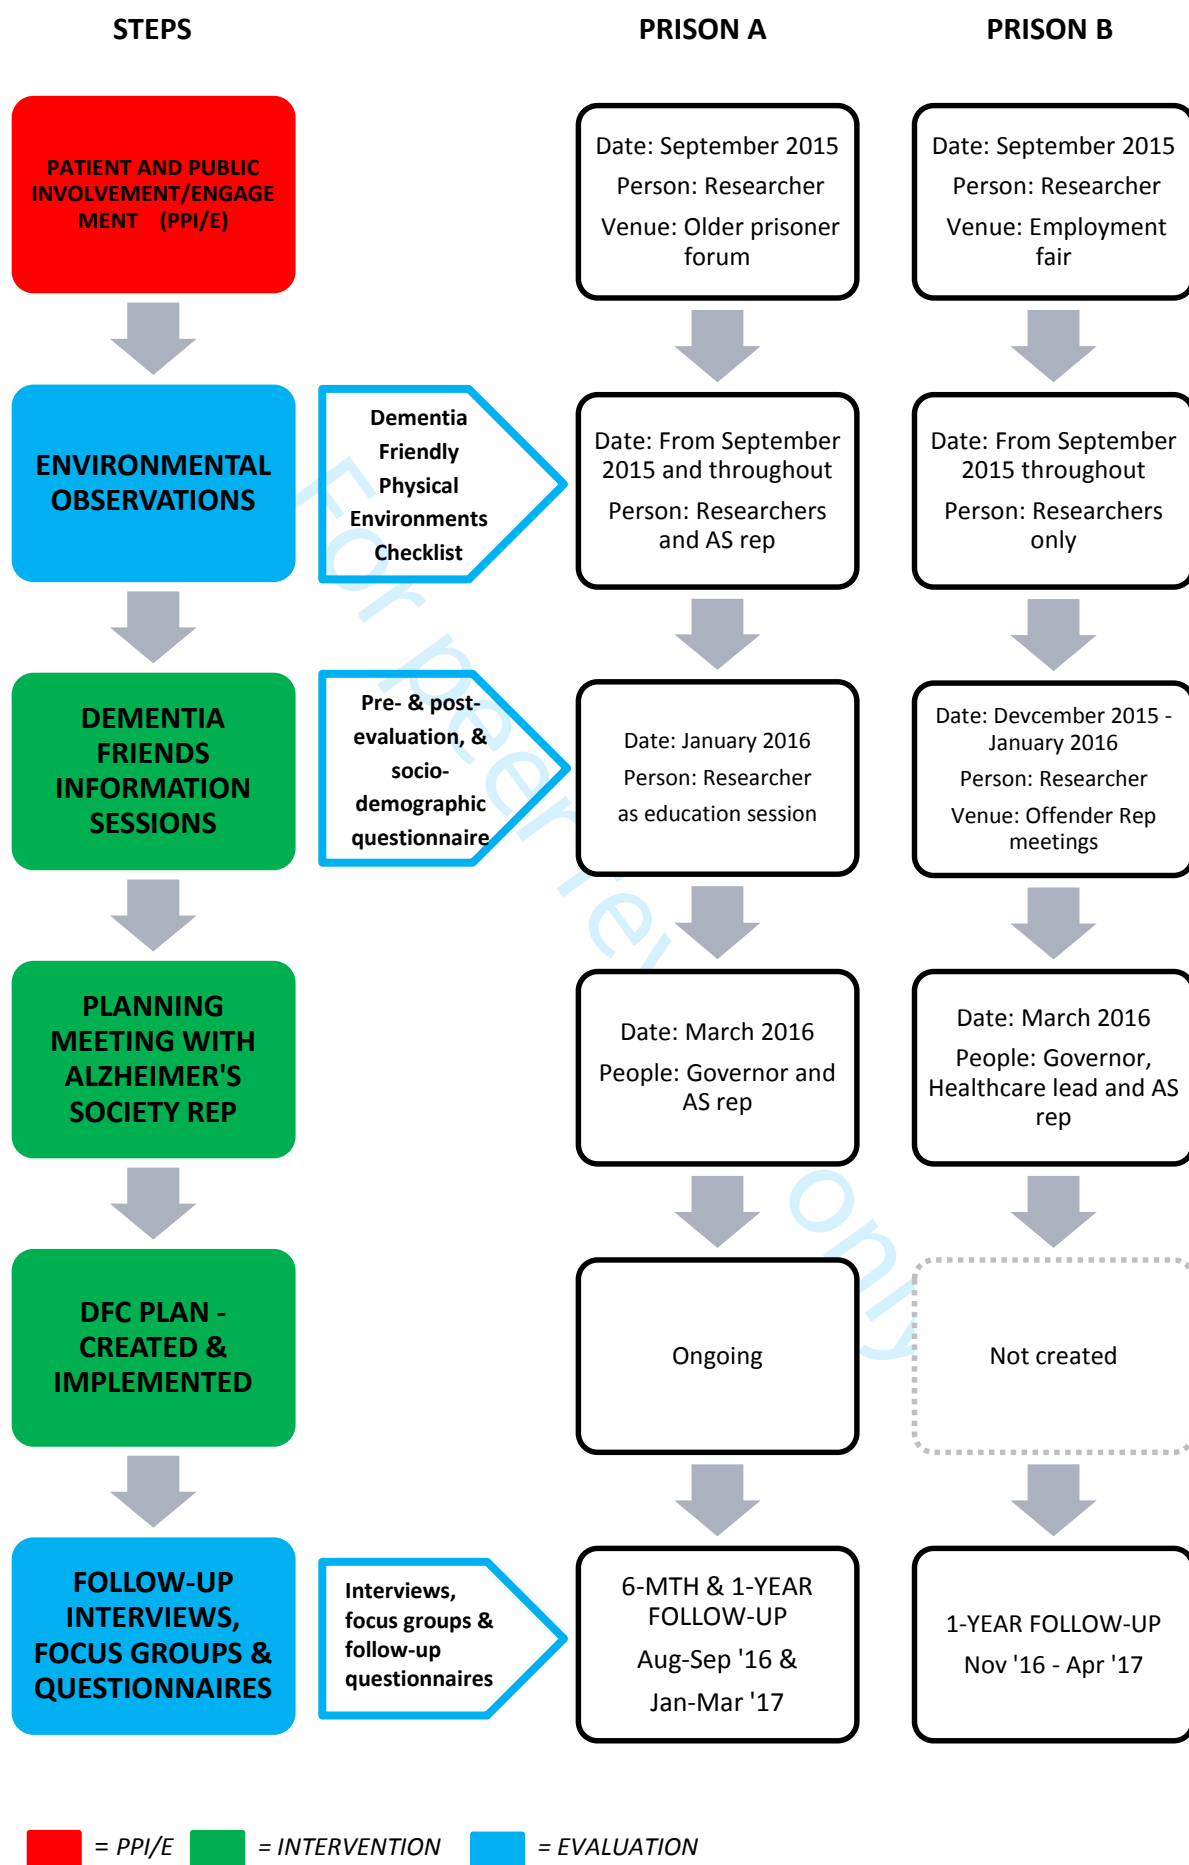 STEPS
PRISON A
PRISON B
PATIENT AND PUBLIC
INVOLVEMENT/ENGAGE
MENT (PPI/E)
Date: September 2015
Person: Researcher
Venue: Older prisoner
forum
Date: September 2015
Person: Researcher
Venue: Employment
fair
ENVIRONMENTAL
OBSERVATIONS
Dementia
Friendly
Physical
Environments
Checklist
Date: From September
2015 and throughout
Person: Researchers
and AS rep
Date: From September
2015 throughout
Person: Researchers
only
DEMENTIA
FRIENDS
INFORMATION
SESSIONS
Pre- & post-
evaluation, &
socio-
demographic
questionnaire
Date: January 2016
Person: Researcher
as education session
Date: Devcember 2015 -
January 2016
Person: Researcher
Venue: Offender Rep
meetings
PLANNING
MEETING WITH
ALZHEIMER'S
SOCIETY REP
Date: March 2016
People: Governor and
AS rep
Date: March 2016
People: Governor,
Healthcare lead and AS
rep
DFC PLAN -
CREATED &
IMPLEMENTED
Ongoing
Not created
FOLLOW-UP
INTERVIEWS,
FOCUS GROUPS &
QUESTIONNAIRES
Interviews,
focus groups &
follow-up
questionnaires
6-MTH & 1-YEAR
FOLLOW-UP
Aug-Sep '16 &
Jan-Mar '17
1-YEAR FOLLOW-UP
Nov '16 - Apr '17
= PPI/E = INTERVENTION = EVALUATION
For peer rev only